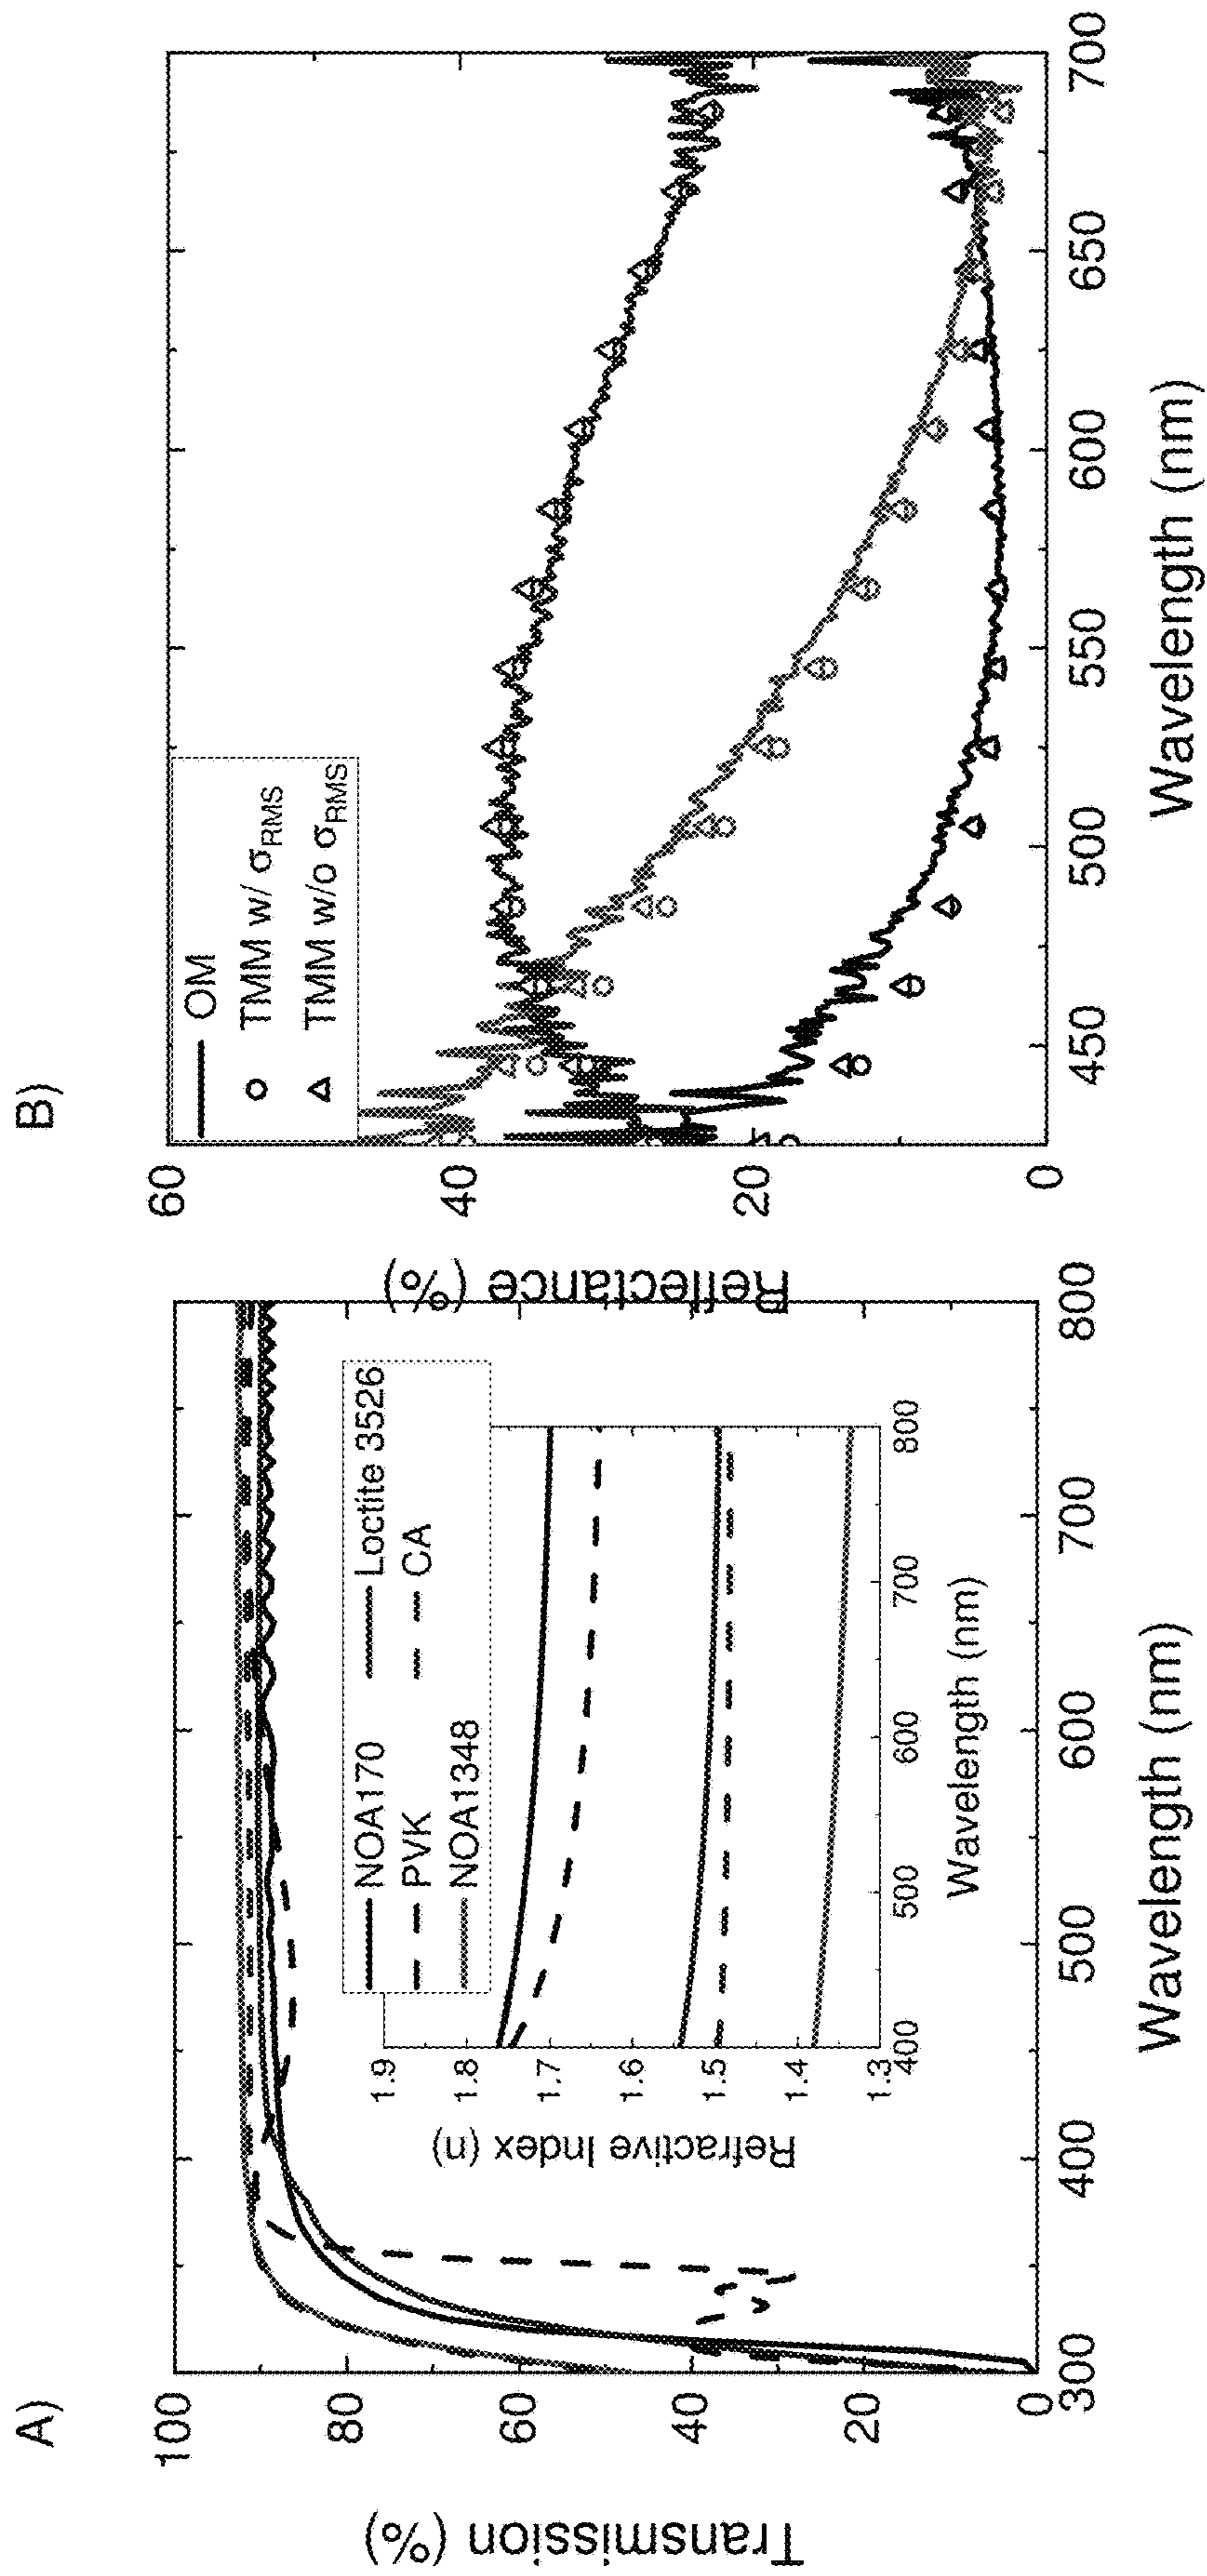 A)
Transmission (%)
100
80
60
40
20
0
300
400
500
600
700
800
Wavelength (nm)
NOA170
Loctite 3526
PVK
CA
NOA1348
Refractive Index (n)
1.9
1.8
1.7
1.6
1.5
1.4
1.3
400
500
600
700
800
Wavelength (nm)
B)
Reflectance (%)
60
40
20
0
450
500
550
600
650
700
Wavelength (nm)
OM
TMM w/ σRMS
TMM w/o σRMS